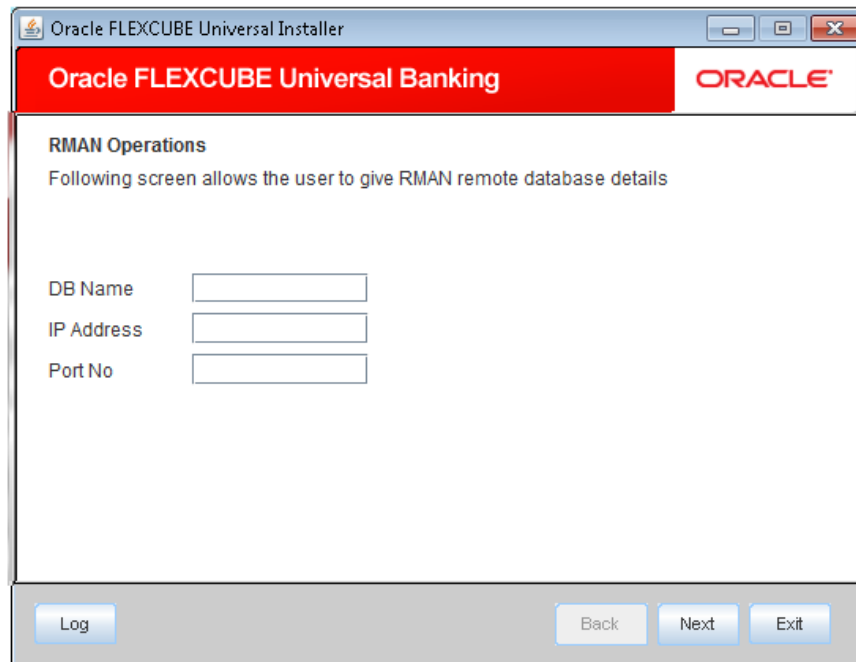 Oracle FLEXCUBE Universal Installer
Oracle FLEXCUBE Universal Banking
ORACLE
RMAN Operations
Following screen allows the user to give RMAN remote database details
DB Name
IP Address
Port No
Log
Back
Next
Exit